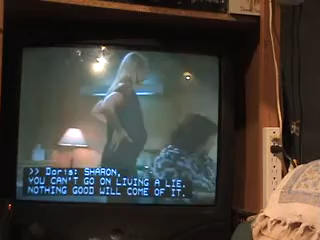 >> Doris: SHARON,
YOU CAN'T GO ON LIVING A LIE.
NOTHING GOOD WILL COME OF IT.